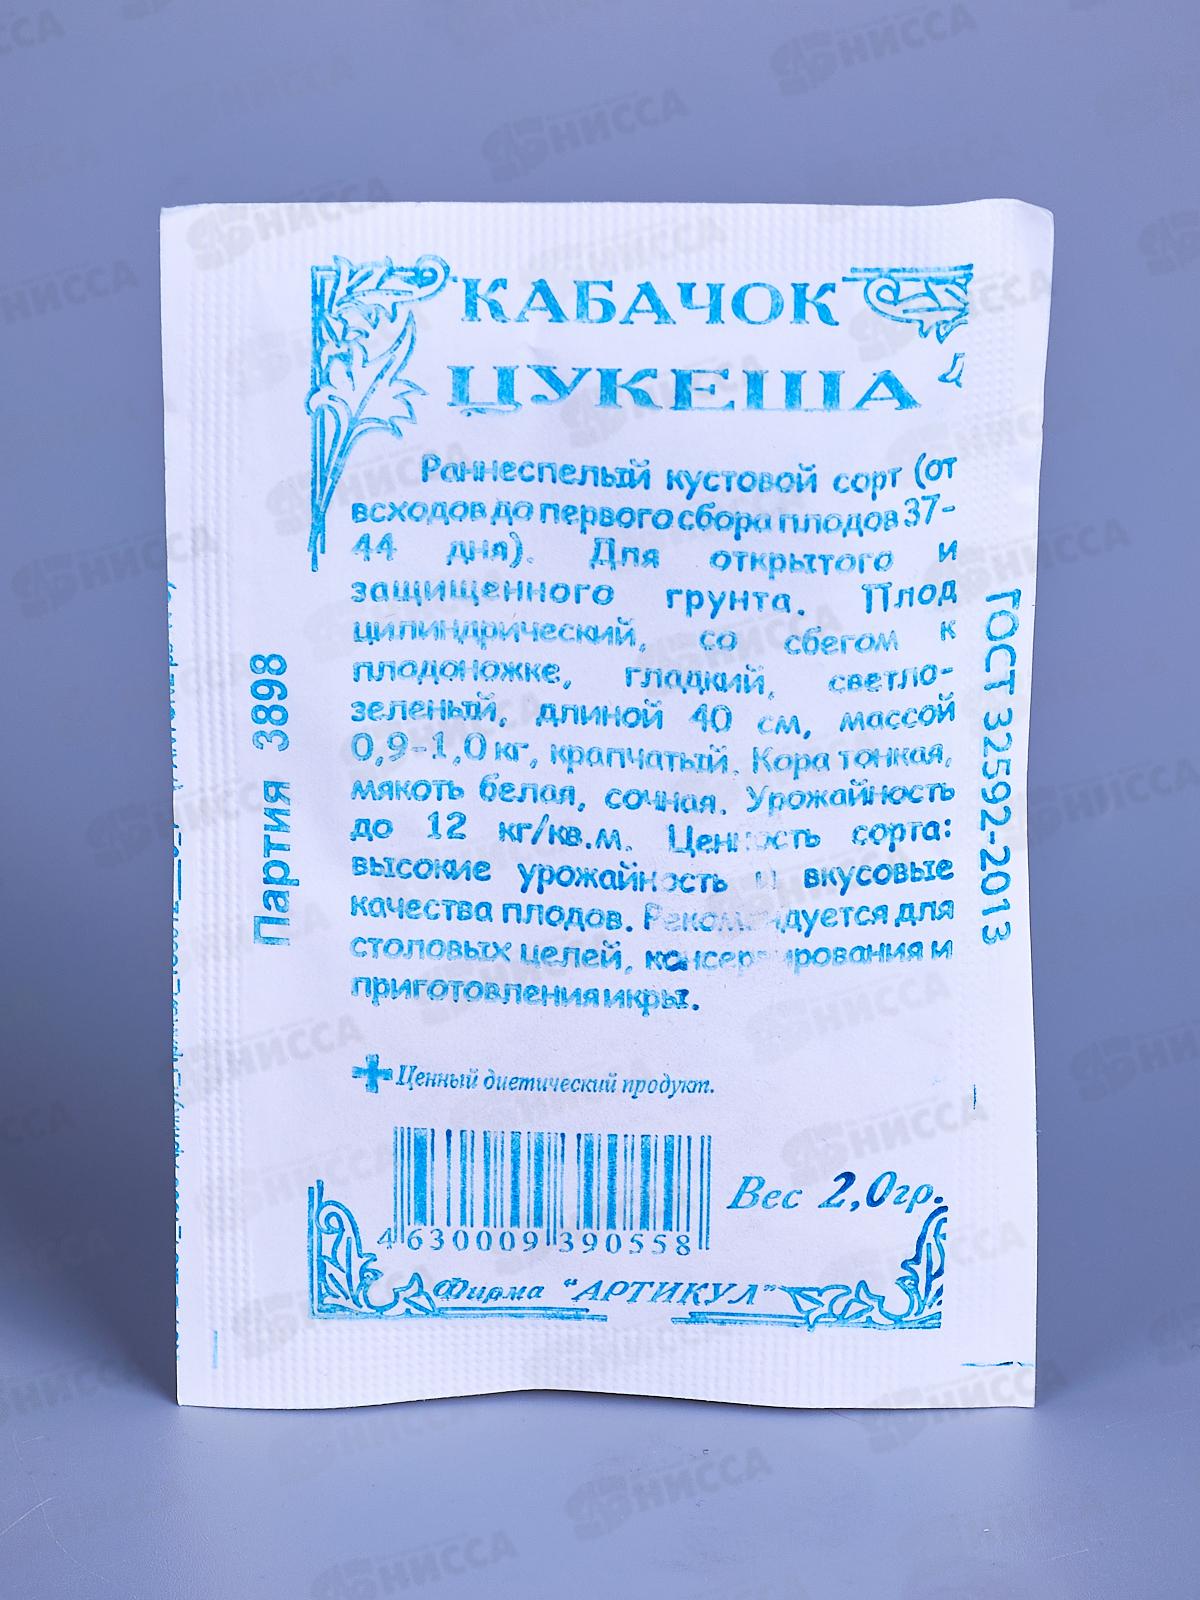 КАБАЧОК
ЦУКЕША
Раннеспелый кустовой сорт (от
всходов до первого сбора плодов 37-
44 дня). Для открытого и
защищенного грунта. Плод
цилиндрический, со сбегом к
плодоножке, гладкий, светло-
зеленый, длиной 40 см, массой
0,9-1,0 кг, крапчатый. Кора тонкая,
мякоть белая, сочная. Урожайность
до 12 кг/кв.м. Ценность сорта:
высокие урожайность и вкусовые
качества плодов. Рекомендуется для
столовых целей, консервирования и
приготовления икры.
Ценный диетический продукт.
4 630009 390558
Вес 2,0гр.
Фирма "АРТИКУЛ"
Партия 3898
ГОСТ 32592-2013
НИССА